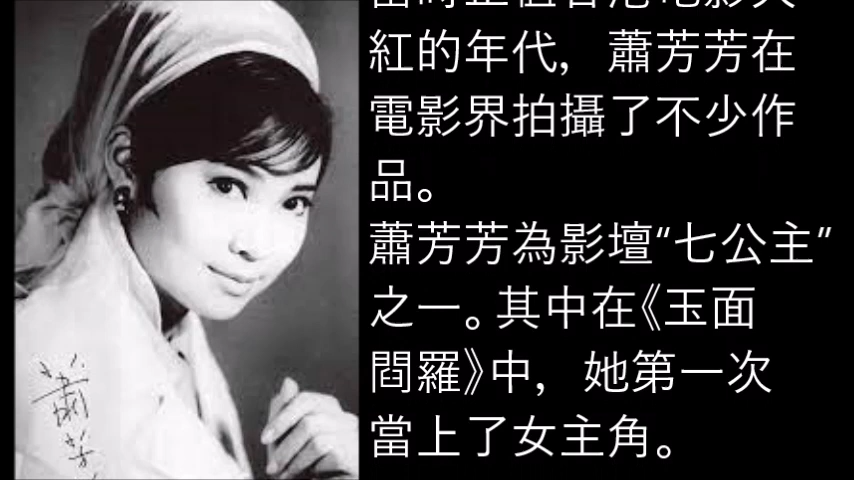 紅的年代，蕭芳芳在
電影界拍攝了不少作
品。
蕭芳芳為影壇“七公主”
之一。其中在《玉面
閻羅》中，她第一次
當上了女主角。
蕭
芳